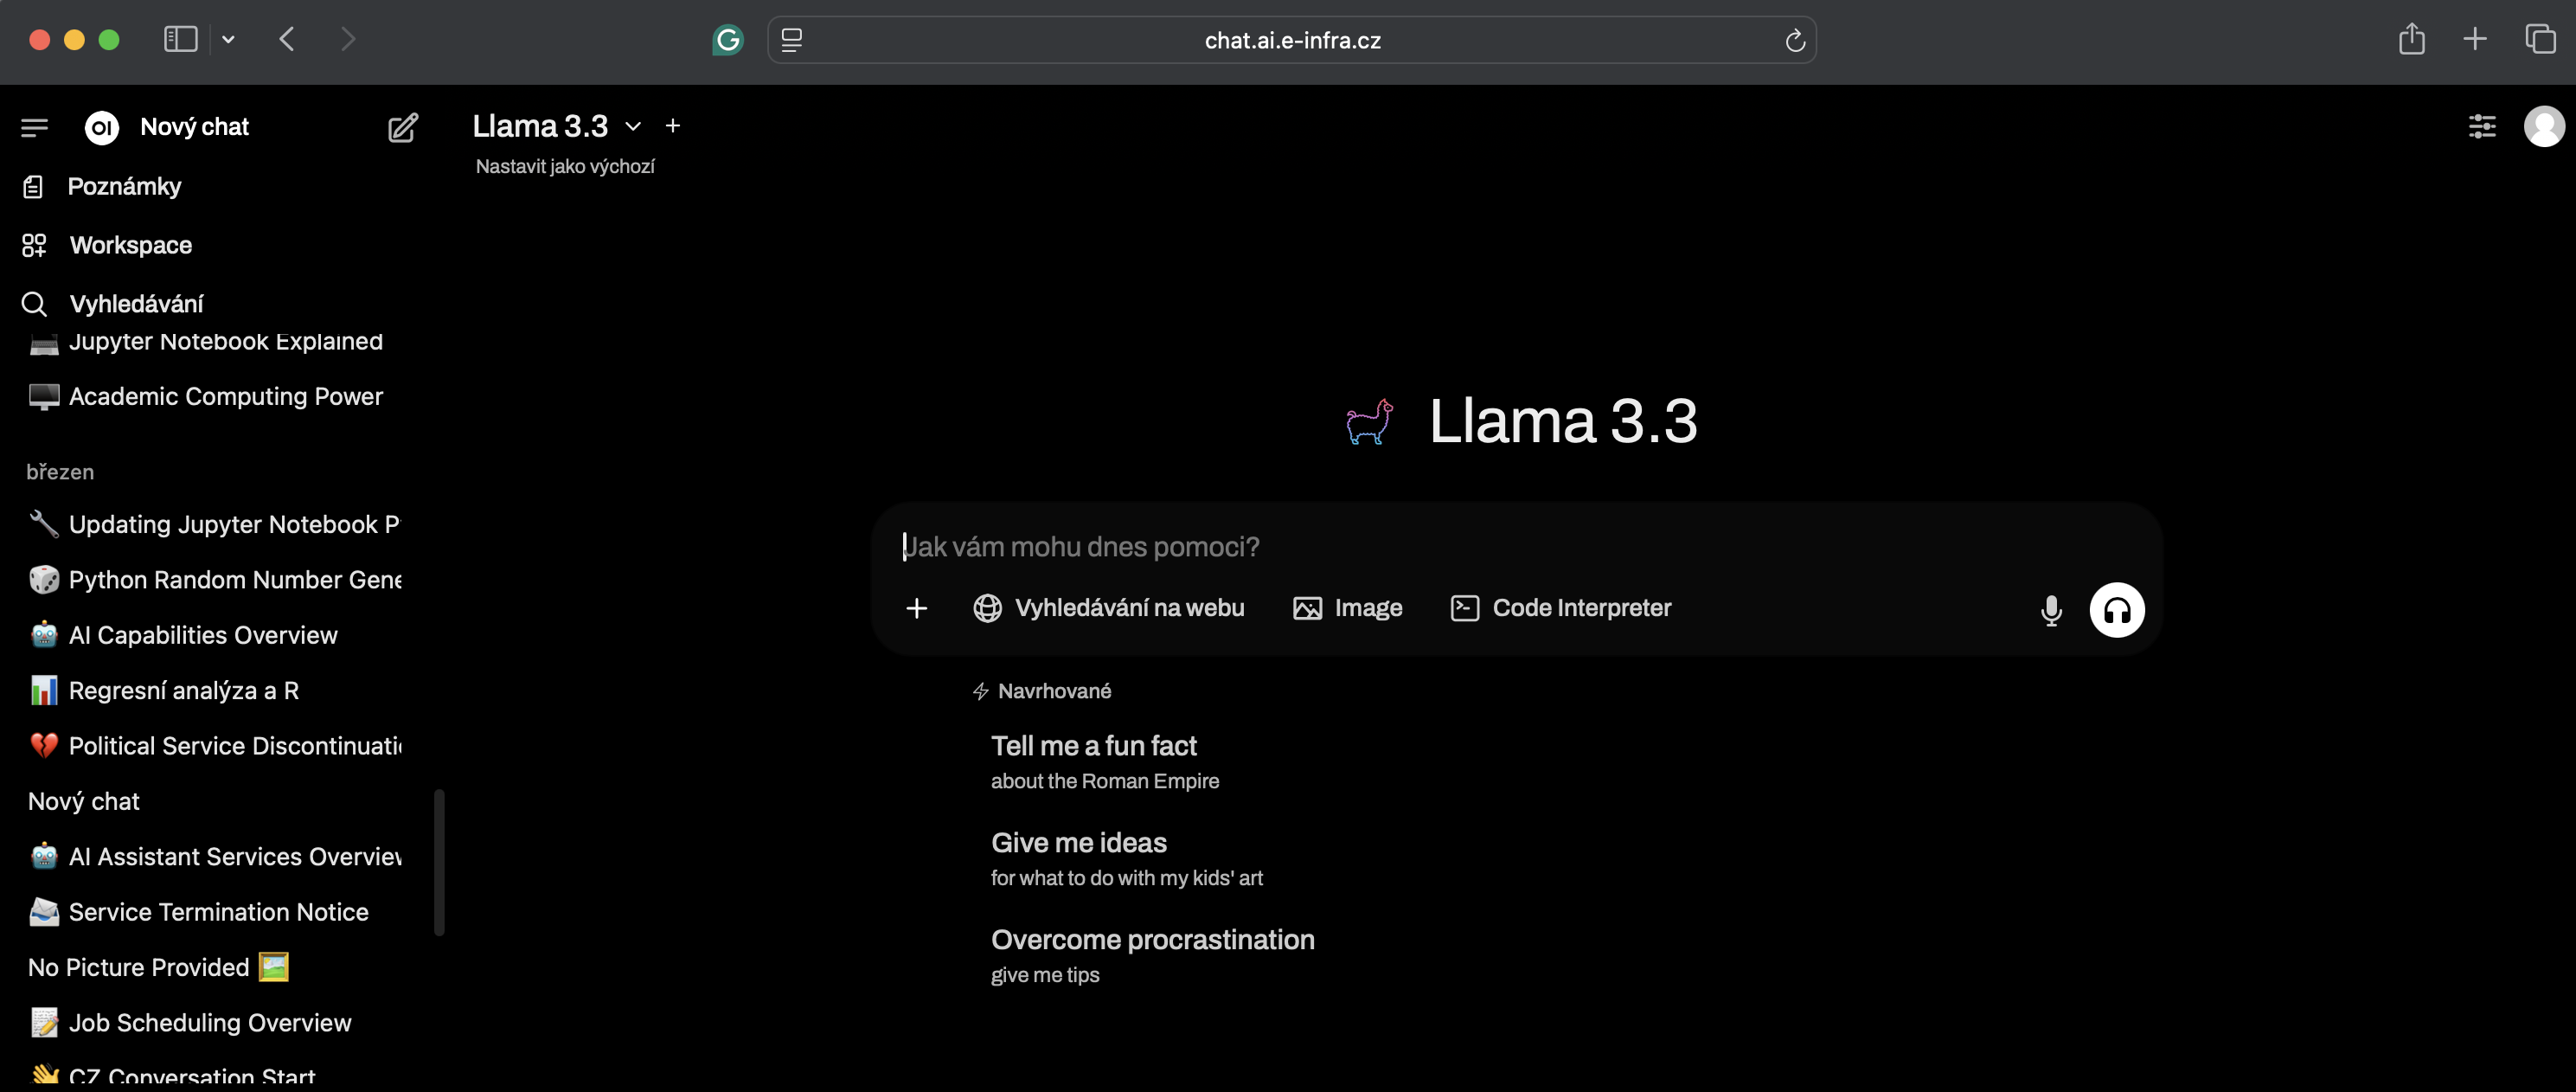 chat.ai.e-infra.cz
OI Nový chat
Poznámky
Workspace
Vyhledávání
Jupyter Notebook Explained
Academic Computing Power
březen
Updating Jupyter Notebook P
Python Random Number Gene
AI Capabilities Overview
Regresní analýza a R
Political Service Discontinuati
Nový chat
AI Assistant Services Overview
Service Termination Notice
No Picture Provided
Job Scheduling Overview
CZ Conversation Start
Llama 3.3
Nastavit jako výchozí
Llama 3.3
Jak vám mohu dnes pomoci?
Vyhledávání na webu Image Code Interpreter
Navrhované
Tell me a fun fact
about the Roman Empire
Give me ideas
for what to do with my kids' art
Overcome procrastination
give me tips